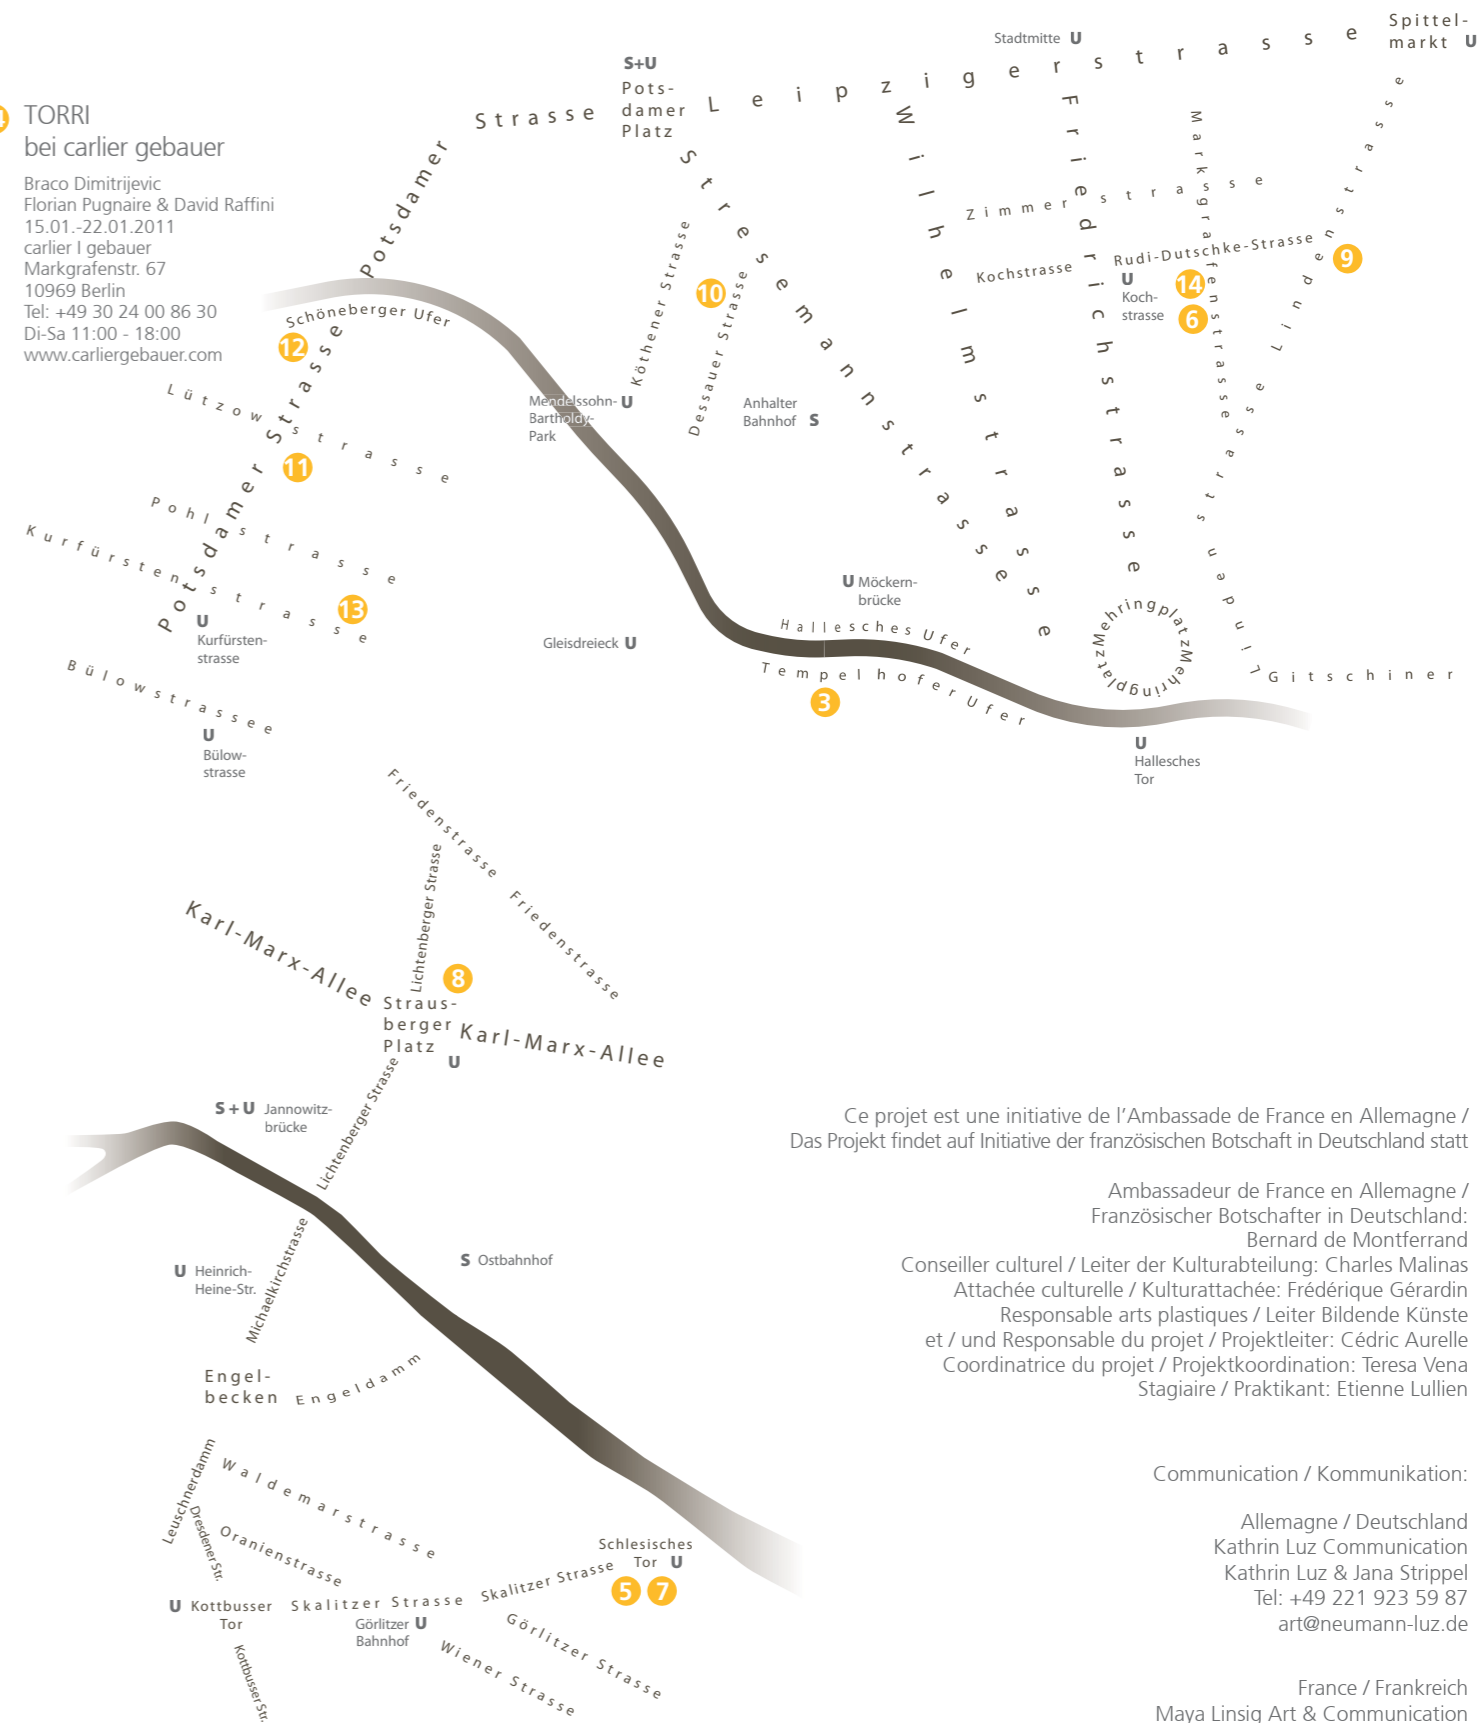 TORRI
bei carlier gebauer
Braco Dimitrijevic
Florian Pugnaire & David Raffini
15.01.-22.01.2011
carlier I gebauer
Markgrafenstr. 67
10969 Berlin
Tel: +49 30 24 00 86 30
Di-Sa 11:00 - 18:00
www.carliergebauer.com
Potsdamer Strasse
S+U
Pots-
damer
Platz
Leipzigerstrasse
Stadtmitte U
Spittel-
markt U
Stresemannstrasse
Wilhelmstrasse
Friedrichstrasse
Markgrafenstrasse
Lindenstrasse
Zimmerstrasse
Kochstrasse
Rudi-Dutschke-Strasse
U
Koch-
strasse
14
6
9
Köthener Strasse
10
Dessauer Strasse
Schöneberger Ufer
12
Potsdamer Strasse
Lützowstrasse
11
Pohlstrasse
Kurfürstenstrasse
13
U
Kurfürsten-
strasse
Bülowstrassee
U
Bülow-
strasse
Mendelssohn- U
Bartholdy-
Park
Anhalter
Bahnhof S
Gleisdreieck U
U Möckern-
brücke
Hallesches Ufer
Tempelhofer Ufer
3
MehringplatzMehringplatz
Lindenstrasse
Gitschiner
U
Hallesches
Tor
Friedenstrasse Friedenstrasse
Lichtenberger Strasse
Karl-Marx-Allee
8
Straus-
berger
Platz
U
Karl-Marx-Allee
Lichtenberger Strasse
S + U Jannowitz-
brücke
Michaelkirchstrasse
U Heinrich-
Heine-Str.
S Ostbahnhof
Engel-
becken
Engeldamm
Leuschnerdamm
Waldemarstrasse
Dresdener Str.
Oranienstrasse
U Kottbusser
Tor
Skalitzer Strasse Skalitzer Strasse
Schlesisches
Tor U
5 7
Görlitzer U
Bahnhof
Görlitzer Strasse
Wiener Strasse
Kottbusser Str.
Ce projet est une initiative de l’Ambassade de France en Allemagne /
Das Projekt findet auf Initiative der französischen Botschaft in Deutschland statt
Ambassadeur de France en Allemagne /
Französischer Botschafter in Deutschland:
Bernard de Montferrand
Conseiller culturel / Leiter der Kulturabteilung: Charles Malinas
Attachée culturelle / Kulturattachée: Frédérique Gérardin
Responsable arts plastiques / Leiter Bildende Künste
et / und Responsable du projet / Projektleiter: Cédric Aurelle
Coordinatrice du projet / Projektkoordination: Teresa Vena
Stagiaire / Praktikant: Etienne Lullien
Communication / Kommunikation:
Allemagne / Deutschland
Kathrin Luz Communication
Kathrin Luz & Jana Strippel
Tel: +49 221 923 59 87
art@neumann-luz.de
France / Frankreich
Maya Linsig Art & Communication